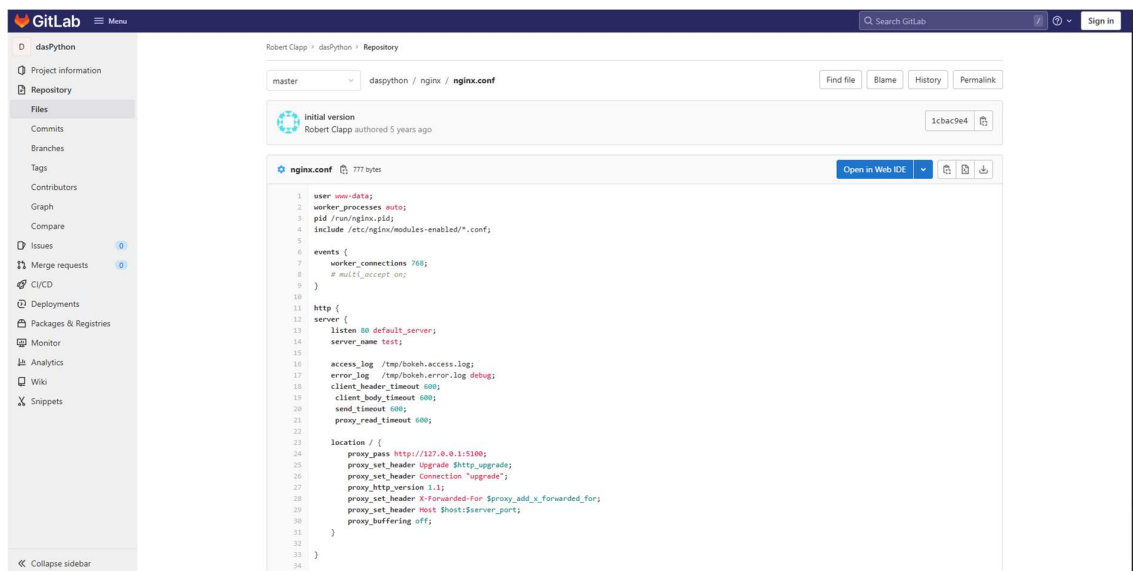 GitLab Menu Search GitLab / Sign in
D dasPython
Project information
Repository
Files
Commits
Branches
Tags
Contributors
Graph
Compare
Issues 0
Merge requests 0
CI/CD
Deployments
Packages & Registries
Monitor
Analytics
Wiki
Snippets
Collapse sidebar
Robert Clapp > dasPython > Repository
master daspython / nginx / nginx.conf Find file Blame History Permalink
initial version
Robert Clapp authored 5 years ago
1cbac9e4
nginx.conf 777 bytes Open in Web IDE
1 user www-data;
2 worker_processes auto;
3 pid /run/nginx.pid;
4 include /etc/nginx/modules-enabled/*.conf;
5
6 events {
7 worker_connections 768;
8 # multi_accept on;
9 }
10
11 http {
12 server {
13 listen 80 default_server;
14 server_name test;
15
16 access_log /tmp/bokeh.access.log;
17 error_log /tmp/bokeh.error.log debug;
18 client_header_timeout 600;
19 client_body_timeout 600;
20 send_timeout 600;
21 proxy_read_timeout 600;
22
23 location / {
24 proxy_pass http://127.0.0.1:5100;
25 proxy_set_header Upgrade $http_upgrade;
26 proxy_set_header Connection "upgrade";
27 proxy_http_version 1.1;
28 proxy_set_header X-Forwarded-For $proxy_add_x_forwarded_for;
29 proxy_set_header Host $host:$server_port;
30 proxy_buffering off;
31 }
32
33 }
34